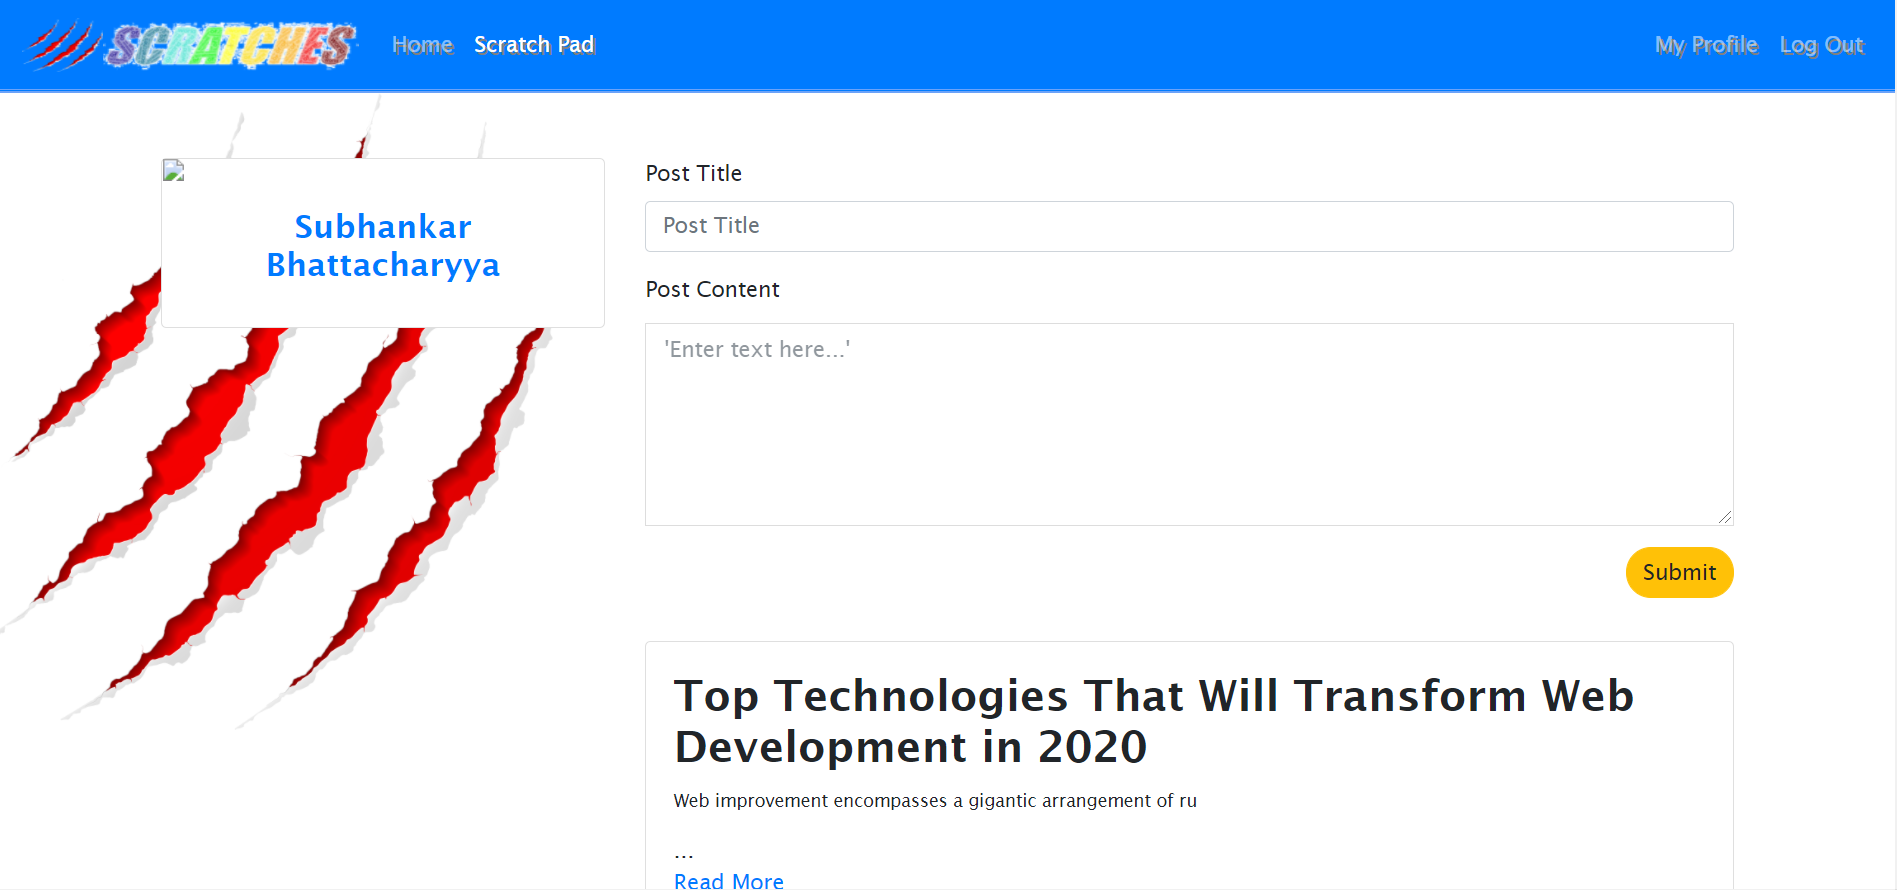 SCRATCHES Home Scratch Pad My Profile Log Out
Subhankar
Bhattacharyya
Post Title
Post Title
Post Content
'Enter text here...'
Submit
Top Technologies That Will Transform Web
Development in 2020
Web improvement encompasses a gigantic arrangement of ru
...
Read More